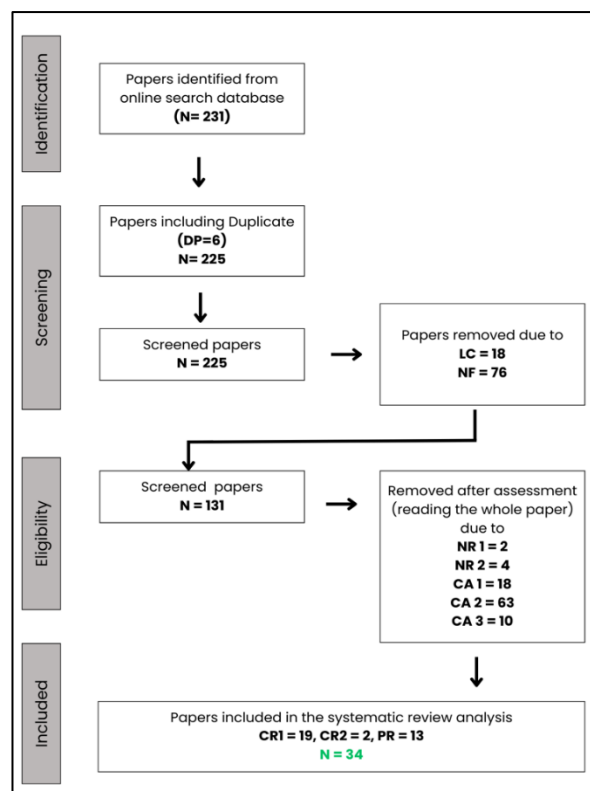 Identification
Papers identified from
online search database
(N= 231)
Screening
Papers including Duplicate
(DP=6)
N= 225
Screened papers
N = 225
Papers removed due to
LC = 18
NF = 76
Eligibility
Screened papers
N = 131
Removed after assessment
(reading the whole paper)
due to
NR 1 = 2
NR 2 = 4
CA 1 = 18
CA 2 = 63
CA 3 = 10
Included
Papers included in the systematic review analysis
CR1 = 19, CR2 = 2, PR = 13
N = 34